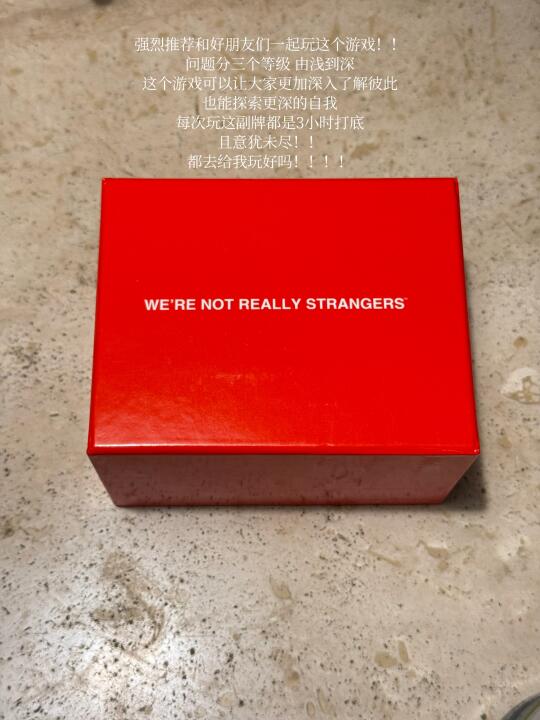 强烈推荐和好朋友们一起玩这个游戏！！
问题分三个等级 由浅到深
这个游戏可以让大家更加深入了解彼此
也能探索更深的自我
每次玩这副牌都是3小时打底
且意犹未尽！！
都去给我玩好吗！！！！
WE'RE NOT REALLY STRANGERS™